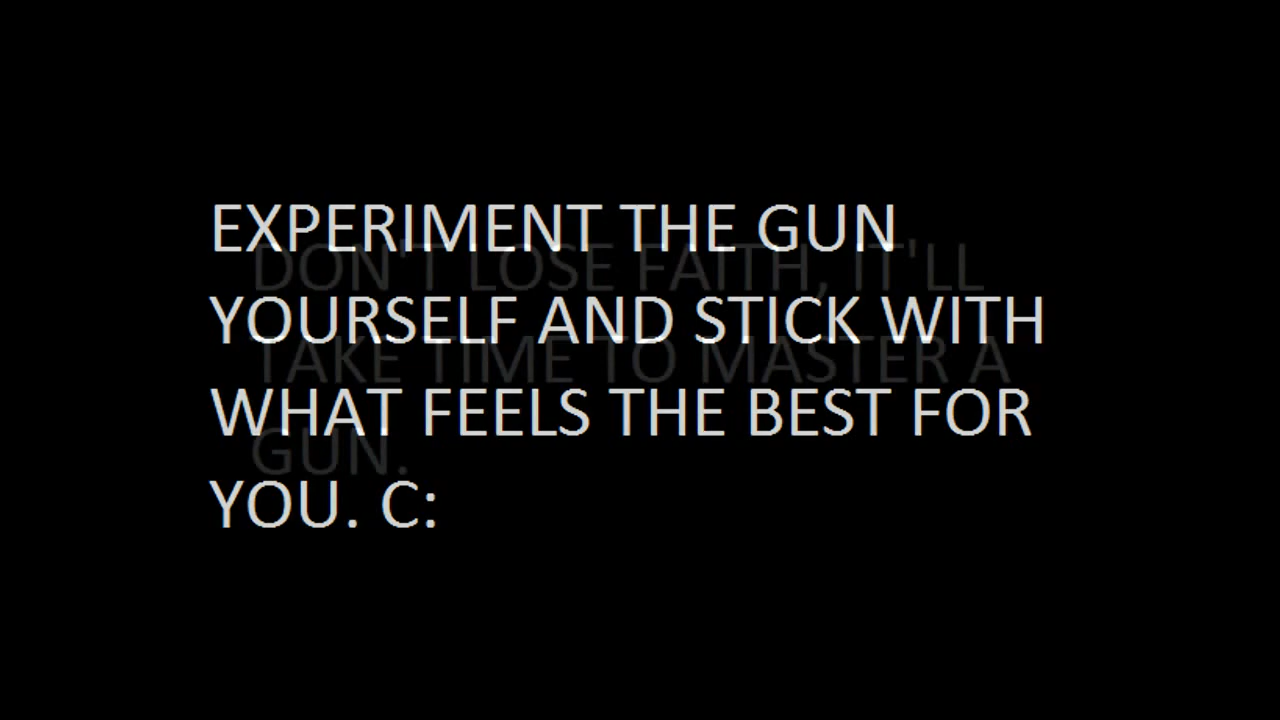 EXPERIMENT THE GUN
YOURSELF AND STICK WITH
WHAT FEELS THE BEST FOR
YOU. C:
DON'T LOSE FAITH, IT'LL
TAKE TIME TO MASTER A
GUN.